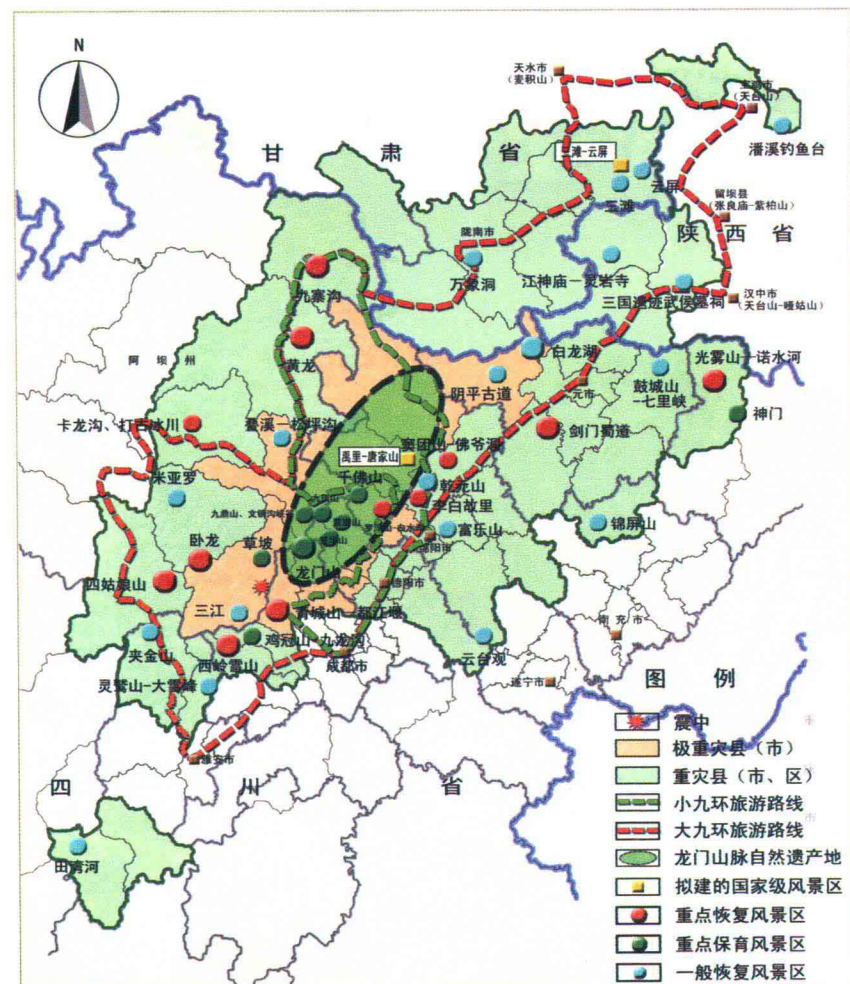 N
天水市
（麦积山）
（天台山）
潘溪钓鱼台
甘肃省
三滩-云屏
云屏
三滩
留坝县
（张良庙-紫柏山）
陕西省
陇南市
万象洞
江神庙-灵岩寺
三国遗迹武侯墓祠
汉中市
（天台山-哑姑山）
九寨沟
黄龙
阿坝州
白龙湖
阴平古道
元市
鼓城山
-七里峡
光雾山-诺水河
神门
卡龙沟、打古冰川
叠溪-松坪沟
剑门蜀道
窦团山-佛爷洞
禹里-唐家山
千佛山
乾龙山
李白故里
米亚罗
九鼎山、文镇沟峡谷
富乐山
锦屏山
卧龙
草坡
绵阳市
龙门山
德阳市
四姑娘山
三江
青城山-都江堰
南充市
夹金山
鸡冠山-九龙沟
西岭雪山
成都市
云台观
灵鹫山-大雪峰
遂宁市
雅安市
四川省
田湾河
图例
震中
极重灾县（市）
重灾县（市、区）
小九环旅游路线
大九环旅游路线
龙门山脉自然遗产地
拟建的国家级风景区
重点恢复风景区
重点保育风景区
一般恢复风景区